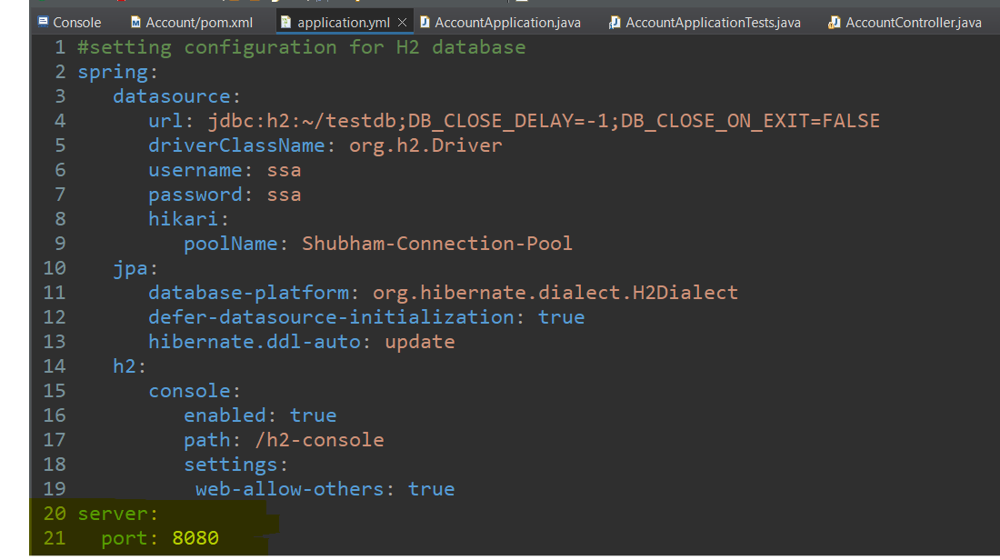 Console Account/pom.xml application.yml AccountApplication.java AccountApplicationTests.java AccountController.java
1 #setting configuration for H2 database
2 spring:
3    datasource:
4       url: jdbc:h2:~/testdb;DB_CLOSE_DELAY=-1;DB_CLOSE_ON_EXIT=FALSE
5       driverClassName: org.h2.Driver
6       username: ssa
7       password: ssa
8       hikari:
9          poolName: Shubham-Connection-Pool
10    jpa:
11       database-platform: org.hibernate.dialect.H2Dialect
12       defer-datasource-initialization: true
13       hibernate.ddl-auto: update
14    h2:
15       console:
16          enabled: true
17          path: /h2-console
18          settings:
19           web-allow-others: true
20 server:
21   port: 8080